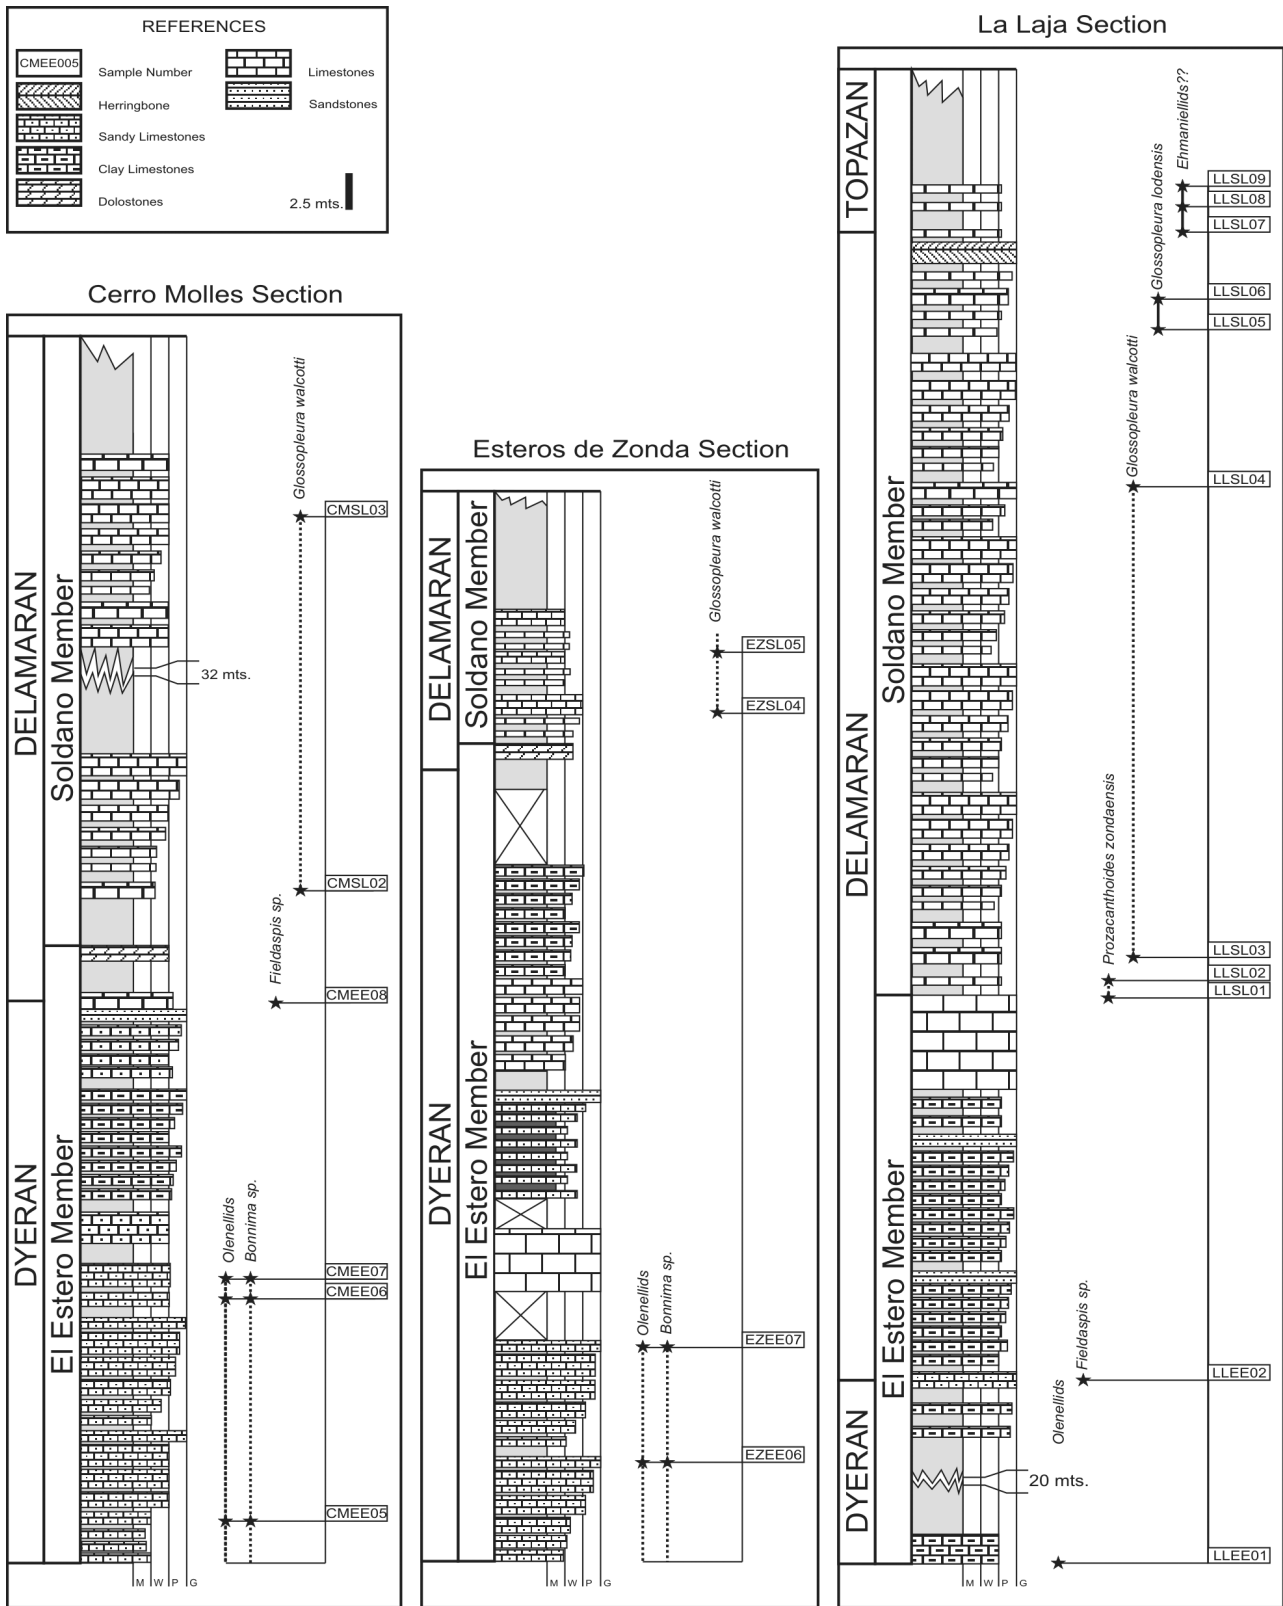 REFERENCES
CMEE005 Sample Number
Limestones
Herringbone
Sandstones
Sandy Limestones
Clay Limestones
Dolostones
2.5 mts.
Cerro Molles Section
DELAMARAN
DYERAN
Soldano Member
El Estero Member
32 mts.
Glossopleura walcotti
Fieldaspis sp.
Olenellids
Bonnima sp.
CMSL03
CMSL02
CMEE08
CMEE07
CMEE06
CMEE05
M W P G
Esteros de Zonda Section
DELAMARAN
DYERAN
Soldano Member
El Estero Member
Glossopleura walcotti
Olenellids
Bonnima sp.
EZSL05
EZSL04
EZEE07
EZEE06
M W P G
La Laja Section
TOPAZAN
DELAMARAN
DYERAN
Soldano Member
El Estero Member
20 mts.
Ehmaniellids??
Glossopleura lodensis
Glossopleura walcotti
Prozacanthoides zondaensis
Fieldaspis sp.
Olenellids
LLSL09
LLSL08
LLSL07
LLSL06
LLSL05
LLSL04
LLSL03
LLSL02
LLSL01
LLEE02
LLEE01
M W P G